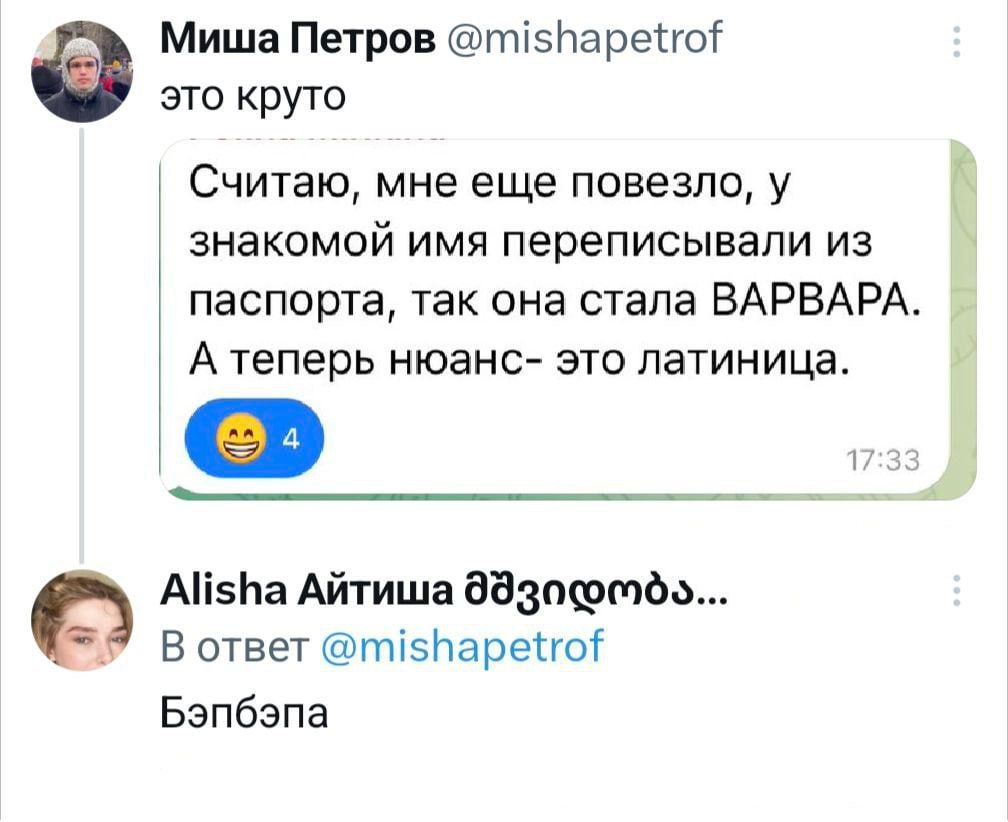 Миша Петров @mishapetrof
это круто
Считаю, мне еще повезло, у
знакомой имя переписывали из
паспорта, так она стала ВАРВАРА.
А теперь нюанс- это латиница.
4
17:33
Alisha Айтиша მშვიდობა...
В ответ @mishapetrof
Бэпбэпа